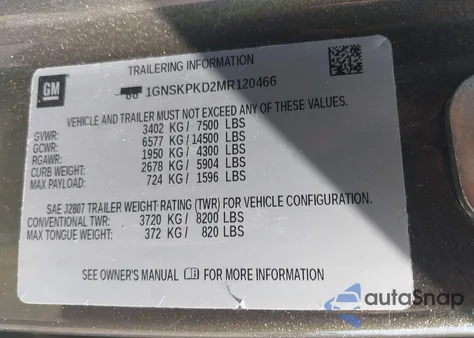 TRAILERING INFORMATION
GM
1GNSKPKD2MR120466
VEHICLE AND TRAILER MUST NOT EXCEED ANY OF THESE VALUES.
GVWR: 3402 KG / 7500 LBS
GCWR: 6577 KG / 14500 LBS
RGAWR: 1950 KG / 4300 LBS
CURB WEIGHT: 2678 KG / 5904 LBS
MAX PAYLOAD: 724 KG / 1596 LBS
SAE J2807 TRAILER WEIGHT RATING (TWR) FOR VEHICLE CONFIGURATION.
CONVENTIONAL TWR: 3720 KG / 8200 LBS
MAX TONGUE WEIGHT: 372 KG / 820 LBS
SEE OWNER'S MANUAL FOR MORE INFORMATION
autoSnap